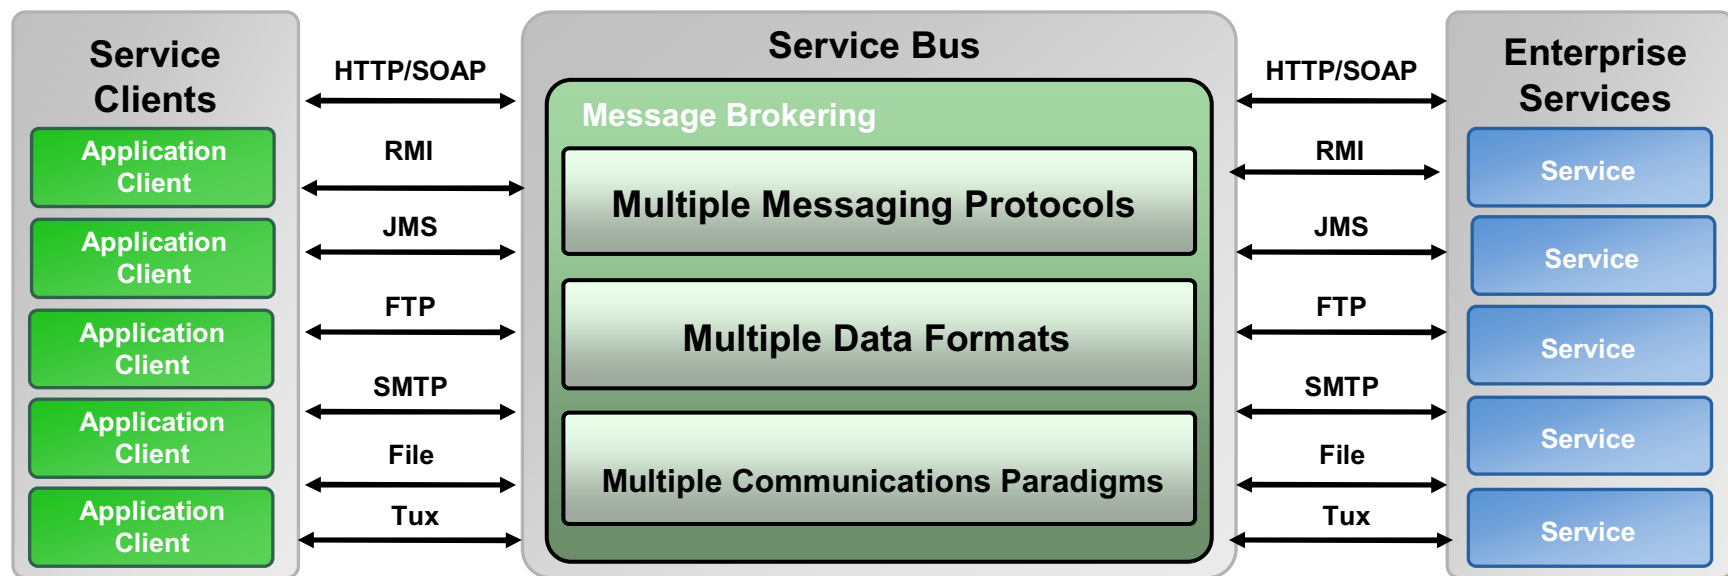 Service
Clients
Application
Client
Application
Client
Application
Client
Application
Client
Application
Client
HTTP/SOAP
RMI
JMS
FTP
SMTP
File
Tux
Service Bus
Message Brokering
Multiple Messaging Protocols
Multiple Data Formats
Multiple Communications Paradigms
HTTP/SOAP
RMI
JMS
FTP
SMTP
File
Tux
Enterprise
Services
Service
Service
Service
Service
Service